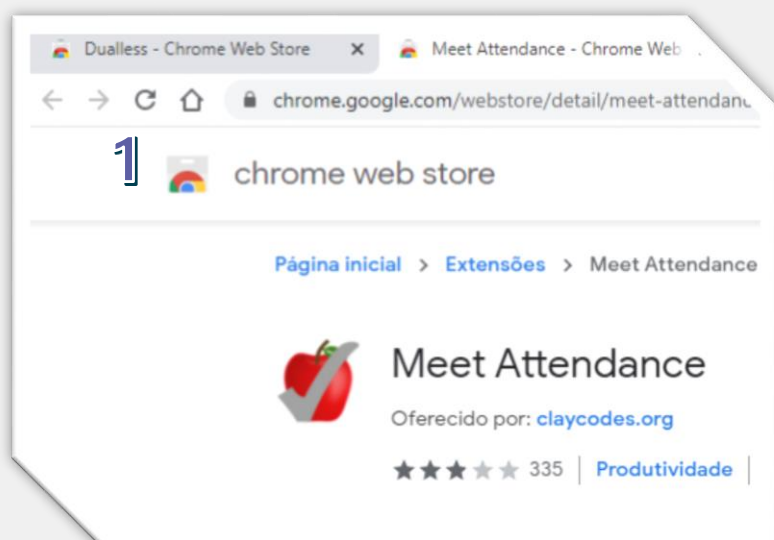 Dualless - Chrome Web Store
Meet Attendance - Chrome Web
chrome.google.com/webstore/detail/meet-attendanc
1
chrome web store
Página inicial > Extensões > Meet Attendance
Meet Attendance
Oferecido por: claycodes.org
335 | Produtividade |